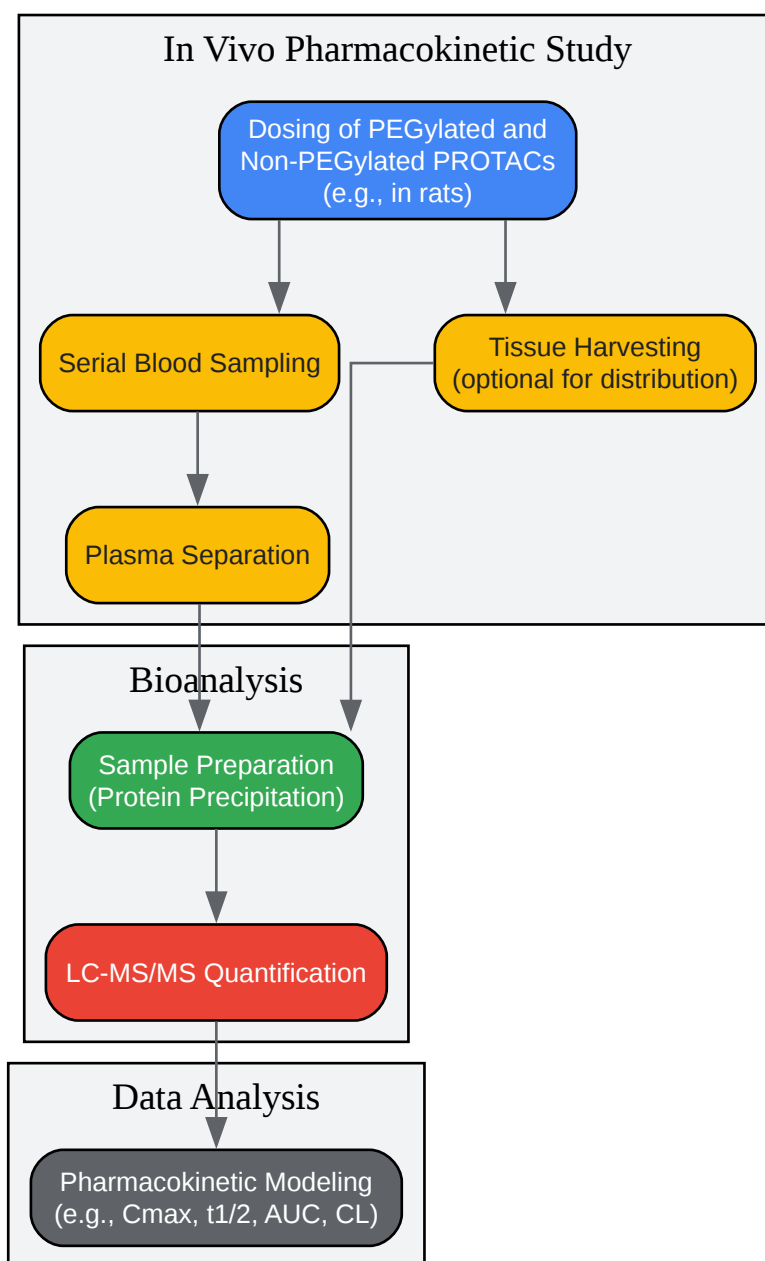 In Vivo Pharmacokinetic Study
Dosing of PEGylated and
Non-PEGylated PROTACs
(e.g., in rats)
Serial Blood Sampling
Tissue Harvesting
(optional for distribution)
Plasma Separation
Bioanalysis
Sample Preparation
(Protein Precipitation)
LC-MS/MS Quantification
Data Analysis
Pharmacokinetic Modeling
(e.g., Cmax, t1/2, AUC, CL)